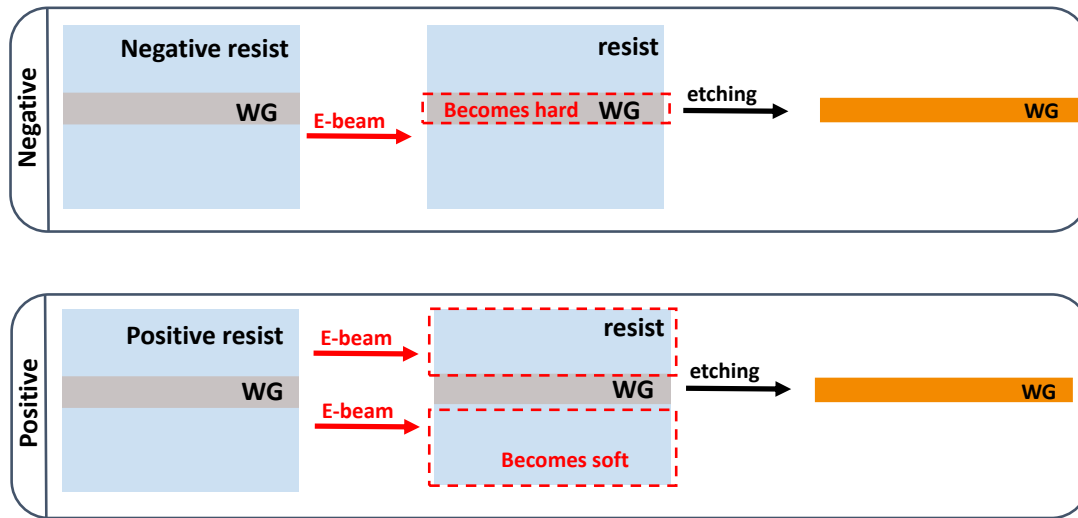 Negative
Negative resist
WG
E-beam
resist
Becomes hard
WG
etching
WG
Positive
Positive resist
WG
E-beam
E-beam
resist
WG
Becomes soft
etching
WG